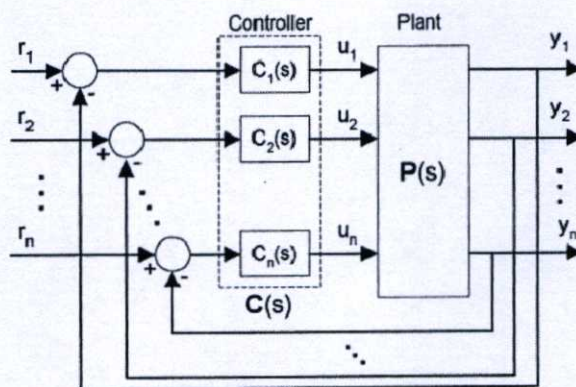 Controller
Plant
r1
+
-
C1(s)
u1
y1
r2
+
-
C2(s)
u2
y2
P(s)
rn
+
-
Cn(s)
un
yn
C(s)